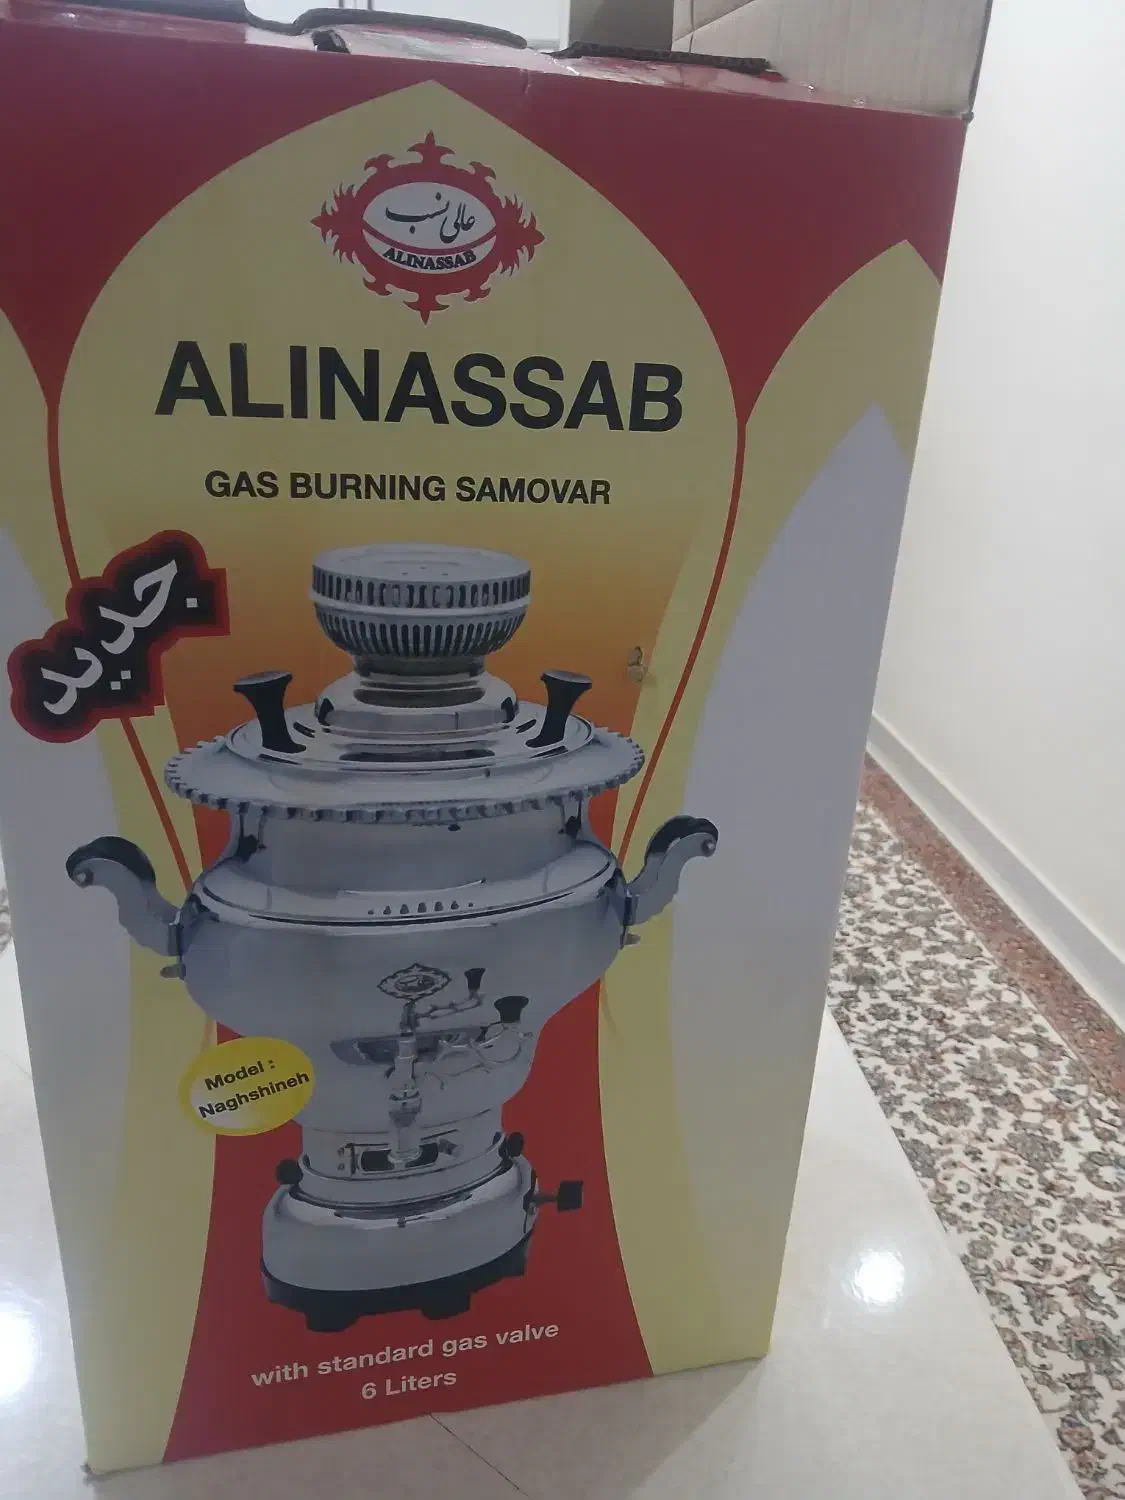 عالی نسب
ALINASSAB
ALINASSAB
GAS BURNING SAMOVAR
جدید
Model :
Naghshineh
with standard gas valve
6 Liters